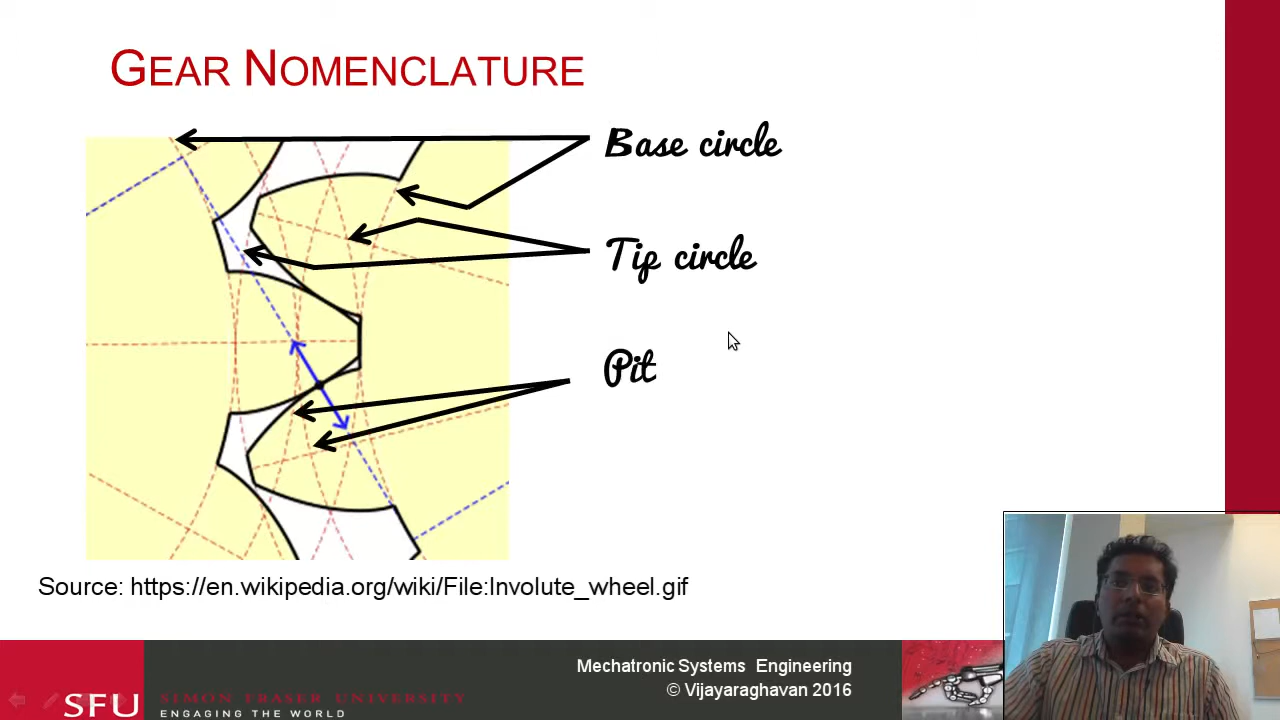 GEAR NOMENCLATURE
Base circle
Tip circle
Pit
Source: https://en.wikipedia.org/wiki/File:Involute_wheel.gif
Mechatronic Systems Engineering
© Vijayaraghavan 2016
SFU
SIMON FRASER UNIVERSITY
ENGAGING THE WORLD